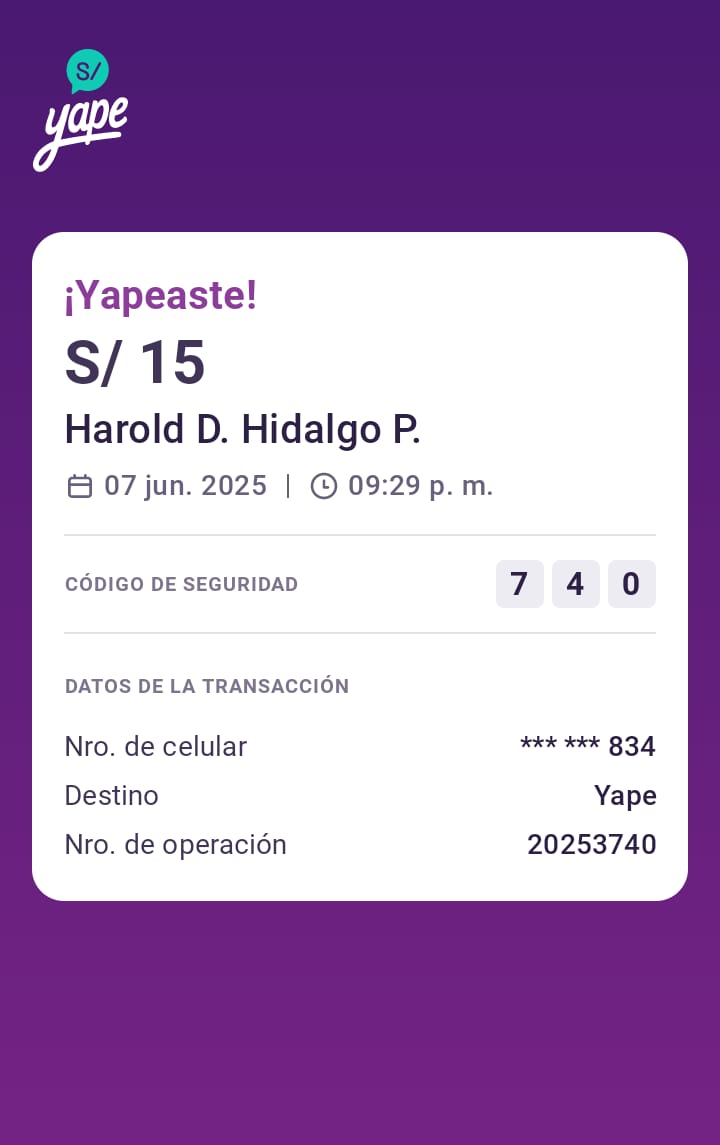 S/
yape
¡Yapeaste!
S/ 15
Harold D. Hidalgo P.
07 jun. 2025 | 09:29 p. m.
CÓDIGO DE SEGURIDAD 7 4 0
DATOS DE LA TRANSACCIÓN
Nro. de celular *** *** 834
Destino Yape
Nro. de operación 20253740